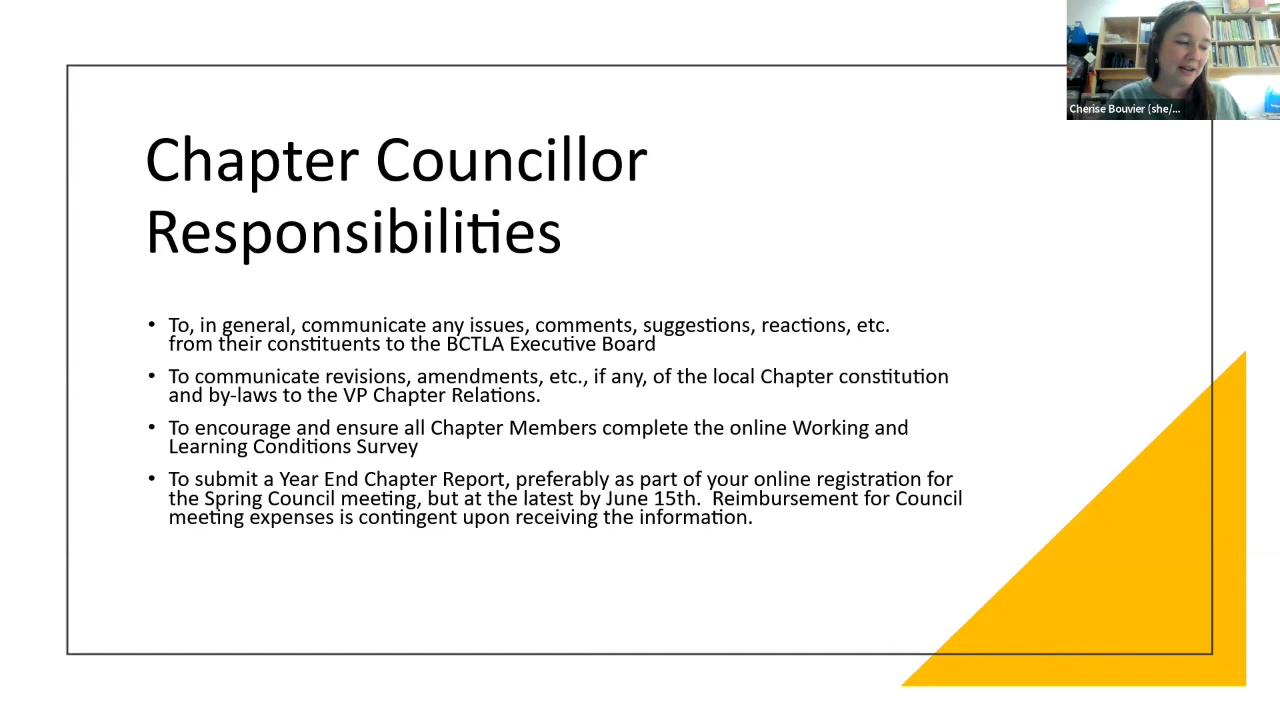 Cherise Bouvier (she/...
Chapter Councillor
Responsibilities
• To, in general, communicate any issues, comments, suggestions, reactions, etc.
from their constituents to the BCTLA Executive Board
• To communicate revisions, amendments, etc., if any, of the local Chapter constitution
and by-laws to the VP Chapter Relations.
• To encourage and ensure all Chapter Members complete the online Working and
Learning Conditions Survey
• To submit a Year End Chapter Report, preferably as part of your online registration for
the Spring Council meeting, but at the latest by June 15th.  Reimbursement for Council
meeting expenses is contingent upon receiving the information.